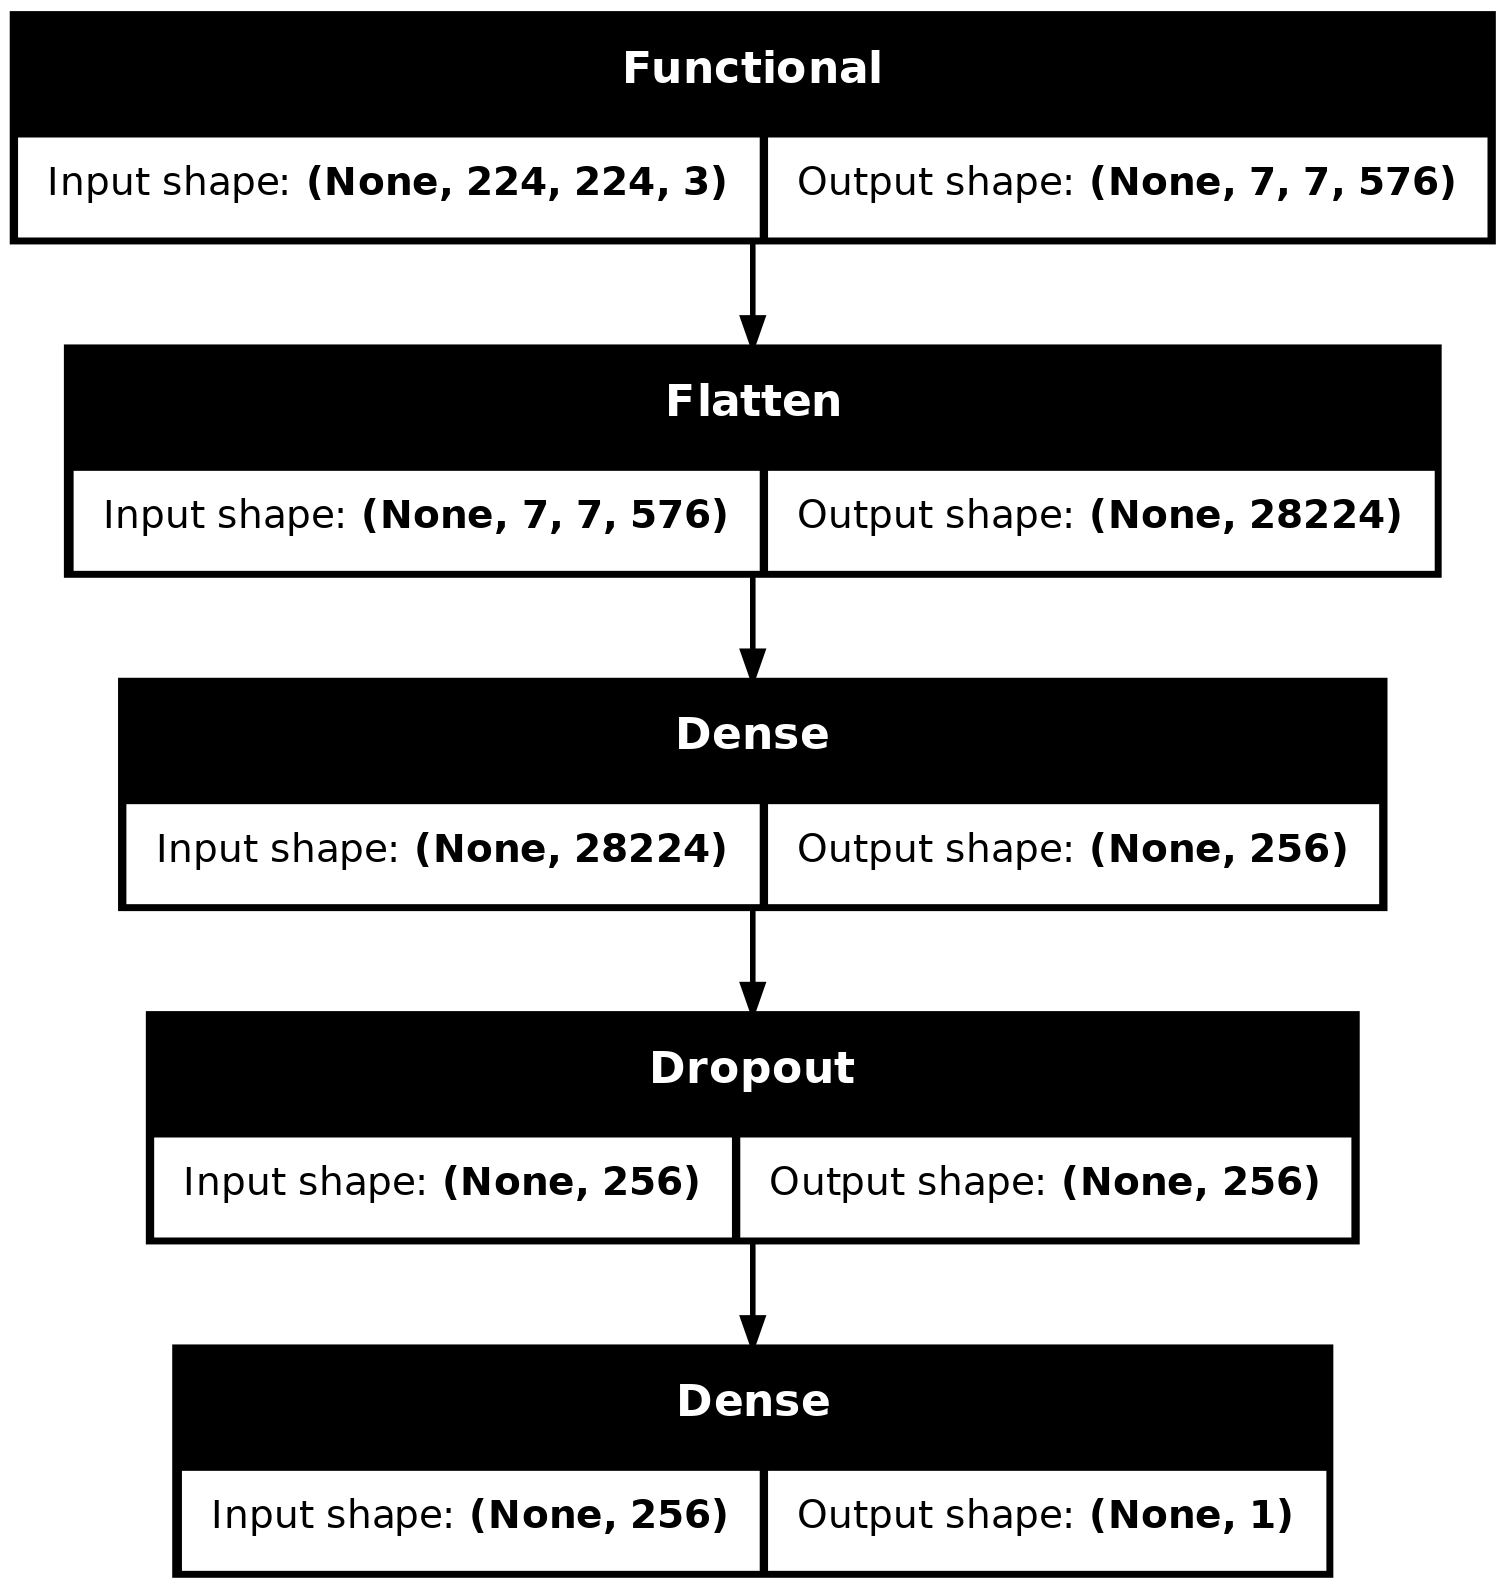 Functional
Input shape: (None, 224, 224, 3) Output shape: (None, 7, 7, 576)
Flatten
Input shape: (None, 7, 7, 576) Output shape: (None, 28224)
Dense
Input shape: (None, 28224) Output shape: (None, 256)
Dropout
Input shape: (None, 256) Output shape: (None, 256)
Dense
Input shape: (None, 256) Output shape: (None, 1)